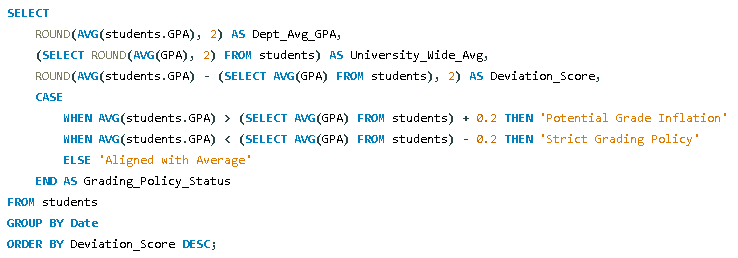 SELECT
ROUND(AVG(students.GPA), 2) AS Dept_Avg_GPA,
(SELECT ROUND(AVG(GPA), 2) FROM students) AS University_Wide_Avg,
ROUND(AVG(students.GPA) - (SELECT AVG(GPA) FROM students), 2) AS Deviation_Score,
CASE
WHEN AVG(students.GPA) > (SELECT AVG(GPA) FROM students) + 0.2 THEN 'Potential Grade Inflation'
WHEN AVG(students.GPA) < (SELECT AVG(GPA) FROM students) - 0.2 THEN 'Strict Grading Policy'
ELSE 'Aligned with Average'
END AS Grading_Policy_Status
FROM students
GROUP BY Date
ORDER BY Deviation_Score DESC;